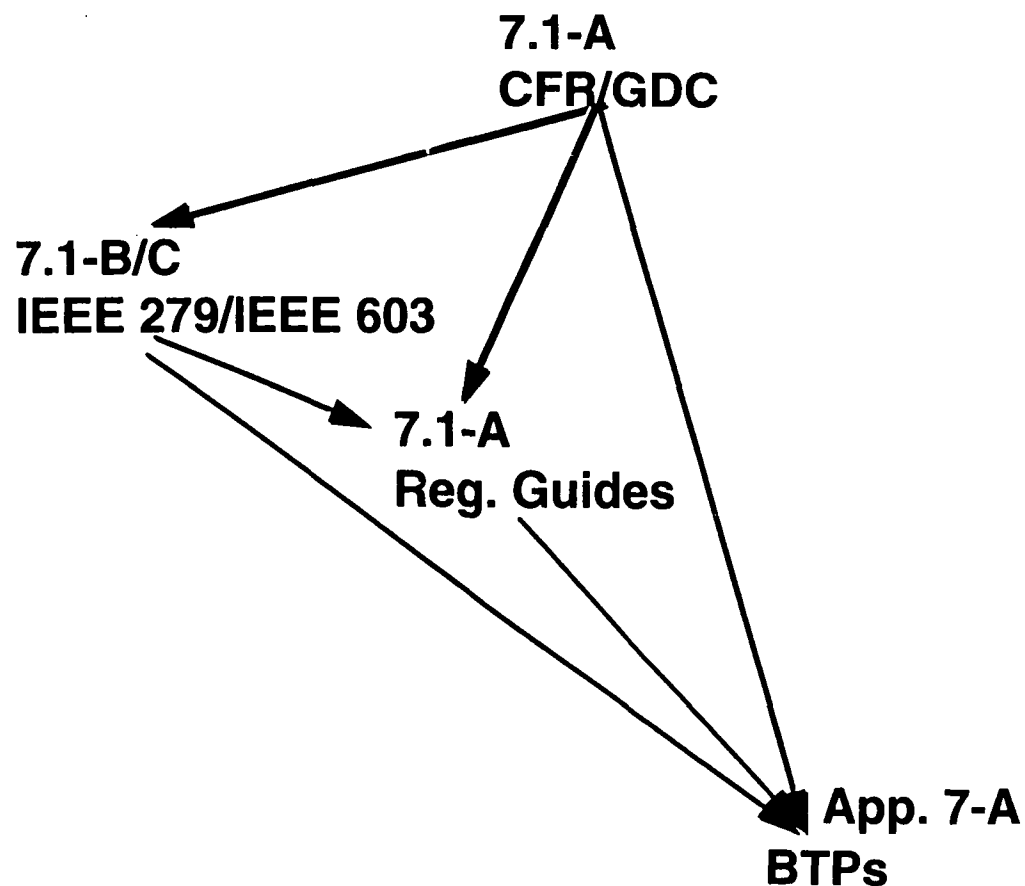 7.1-A
CFR/GDC
7.1-B/C
IEEE 279/IEEE 603
7.1-A
Reg. Guides
App. 7-A
BTPs